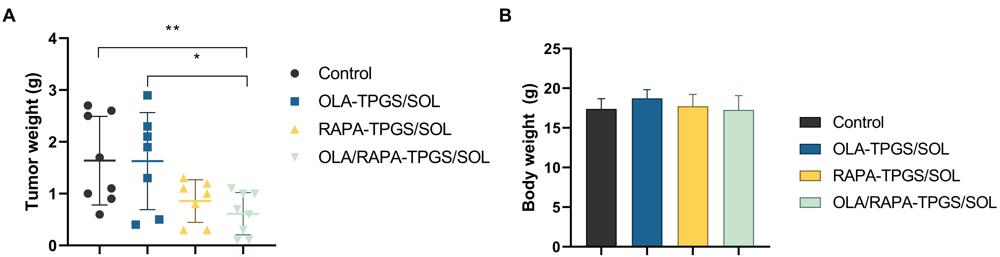 A
Tumor weight (g)
4
3
2
1
0
**
*
Control
OLA-TPGS/SOL
RAPA-TPGS/SOL
OLA/RAPA-TPGS/SOL
B
Body weight (g)
25
20
15
10
5
0
Control
OLA-TPGS/SOL
RAPA-TPGS/SOL
OLA/RAPA-TPGS/SOL